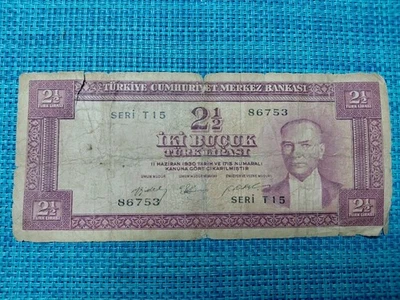 TÜRKİYE CUMHURİYET MERKEZ BANKASI
2½ 2½ 2½
SERİ T15 86753
İKİ BUÇUK
TÜRK LİRASI
11 HAZİRAN 1930 TARİH VE 1715 NUMARALI
KANUNA GÖRE ÇIKARILMIŞTIR
86753 SERİ T15
2½ 2½